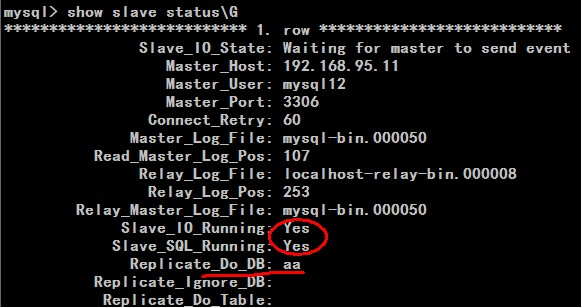 mysql> show slave status\G
*************************** 1. row ***************************
Slave_IO_State: Waiting for master to send event
Master_Host: 192.168.95.11
Master_User: mysql12
Master_Port: 3306
Connect_Retry: 60
Master_Log_File: mysql-bin.000050
Read_Master_Log_Pos: 107
Relay_Log_File: localhost-relay-bin.000008
Relay_Log_Pos: 253
Relay_Master_Log_File: mysql-bin.000050
Slave_IO_Running: Yes
Slave_SQL_Running: Yes
Replicate_Do_DB: aa
Replicate_Ignore_DB:
Replicate_Do_Table: